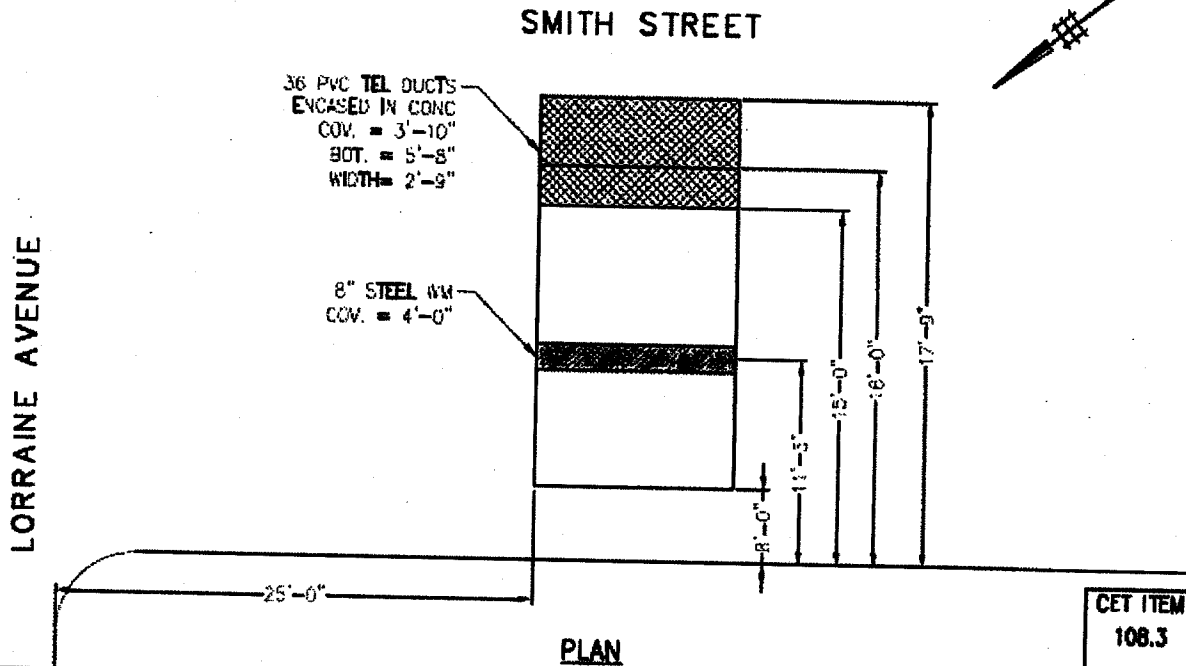 SMITH STREET
36 PVC TEL DUCTS
ENCASED IN CONC
COV. = 3'-10"
BOT. = 5'-8"
WIDTH= 2'-9"
8" STEEL WM
COV. = 4'-0"
LORRAINE AVENUE
8'-0"
15'-0"
16'-0"
17'-9"
25'-0"
PLAN
CET ITEM
108.3